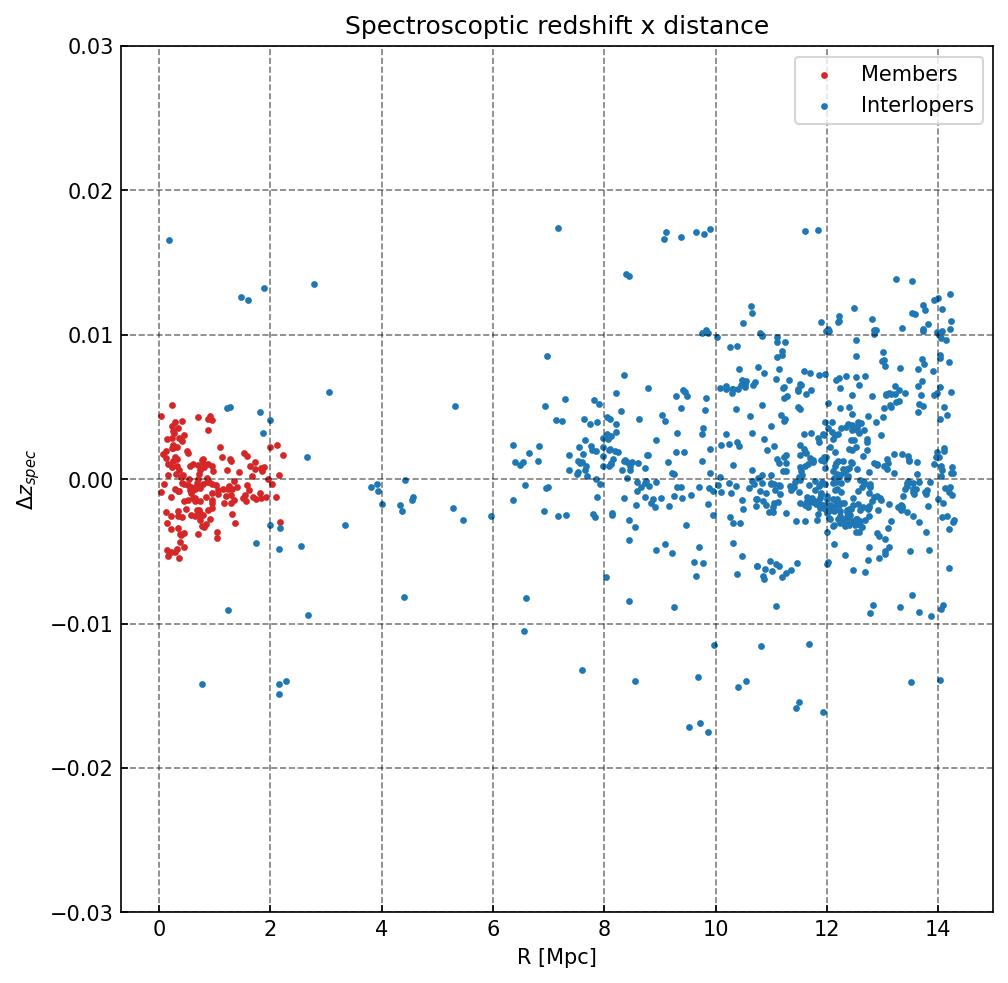 Spectroscoptic redshift x distance
Members
Interlopers
0.03
0.02
0.01
0.00
−0.01
−0.02
−0.03
Δz_spec
0 2 4 6 8 10 12 14
R [Mpc]